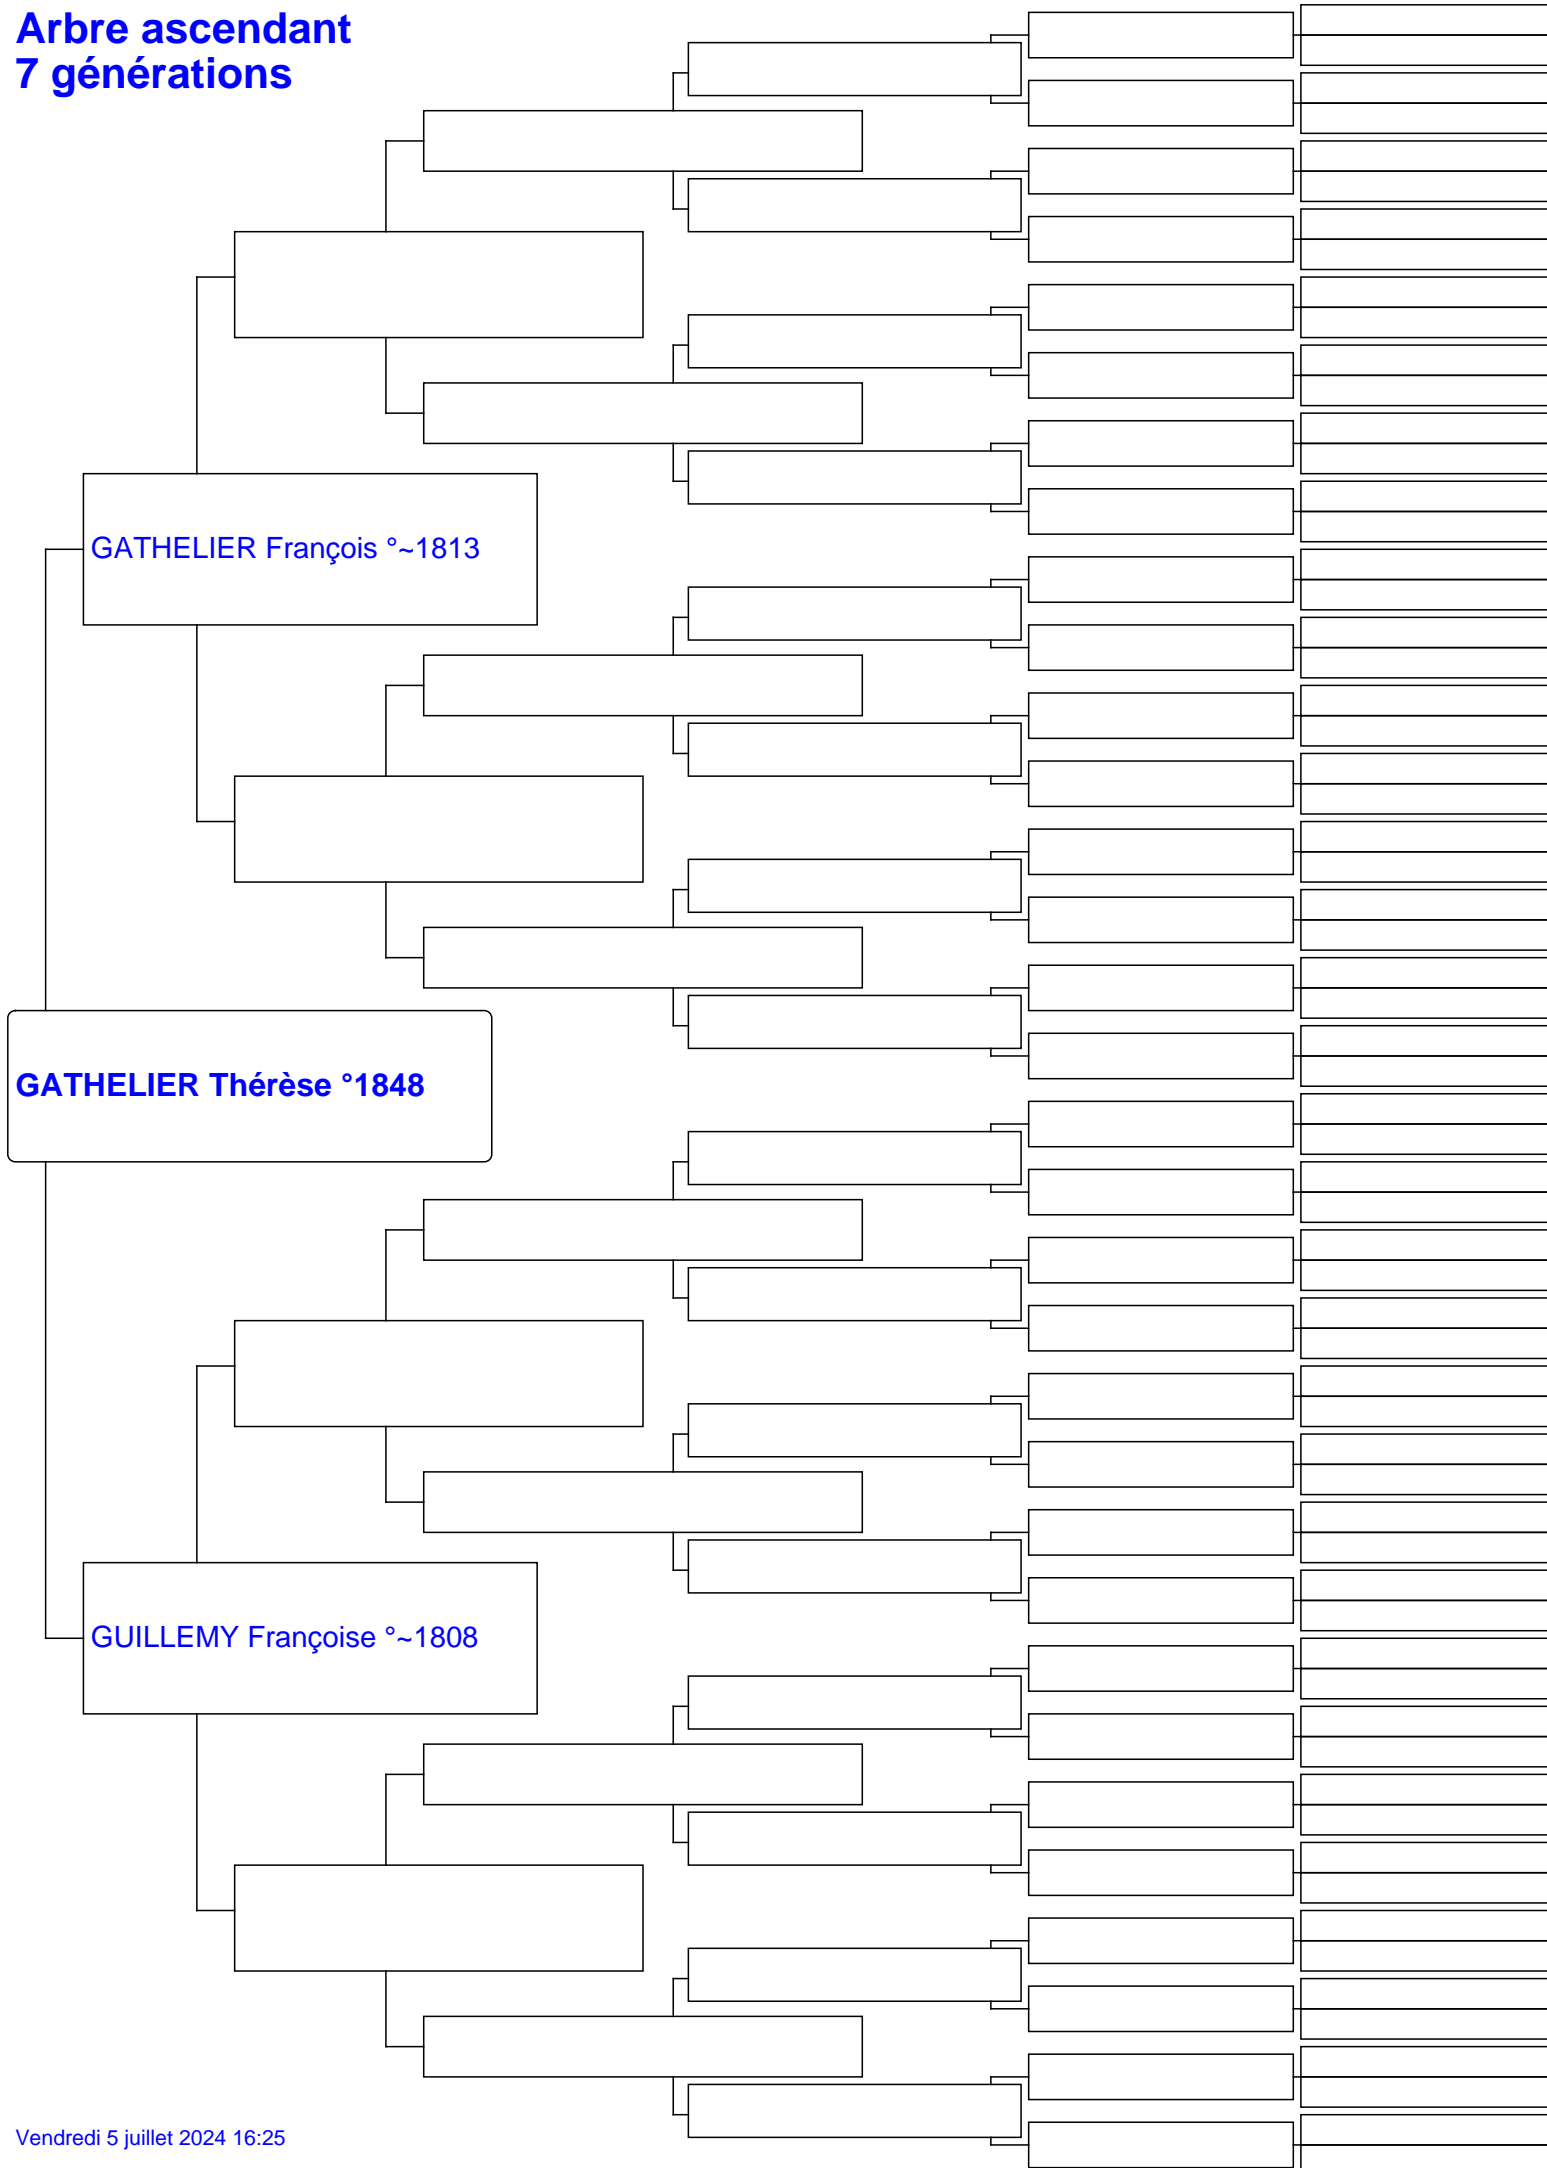 Arbre ascendant
7 générations
GATHELIER François °~1813
GATHELIER Thérèse °1848
GUILLEMY Françoise °~1808
Vendredi 5 juillet 2024 16:25